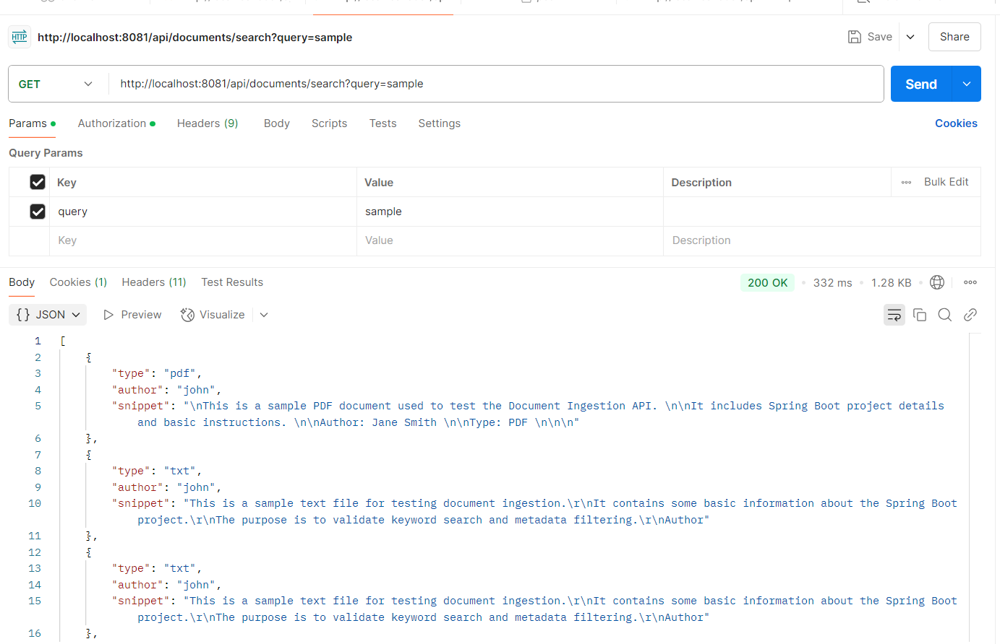 HTTP http://localhost:8081/api/documents/search?query=sample Save Share
GET http://localhost:8081/api/documents/search?query=sample Send
Params Authorization Headers (9) Body Scripts Tests Settings Cookies
Query Params
Key Value Description Bulk Edit
query sample
Key Value Description
Body Cookies (1) Headers (11) Test Results 200 OK 332 ms 1.28 KB
{} JSON Preview Visualize
1 [
2 {
3 "type": "pdf",
4 "author": "john",
5 "snippet": "\nThis is a sample PDF document used to test the Document Ingestion API. \n\nIt includes Spring Boot project details
and basic instructions. \n\nAuthor: Jane Smith \n\nType: PDF \n\n\n"
6 },
7 {
8 "type": "txt",
9 "author": "john",
10 "snippet": "This is a sample text file for testing document ingestion.\r\nIt contains some basic information about the Spring Boot
project.\r\nThe purpose is to validate keyword search and metadata filtering.\r\nAuthor"
11 },
12 {
13 "type": "txt",
14 "author": "john",
15 "snippet": "This is a sample text file for testing document ingestion.\r\nIt contains some basic information about the Spring Boot
project.\r\nThe purpose is to validate keyword search and metadata filtering.\r\nAuthor"
16 },